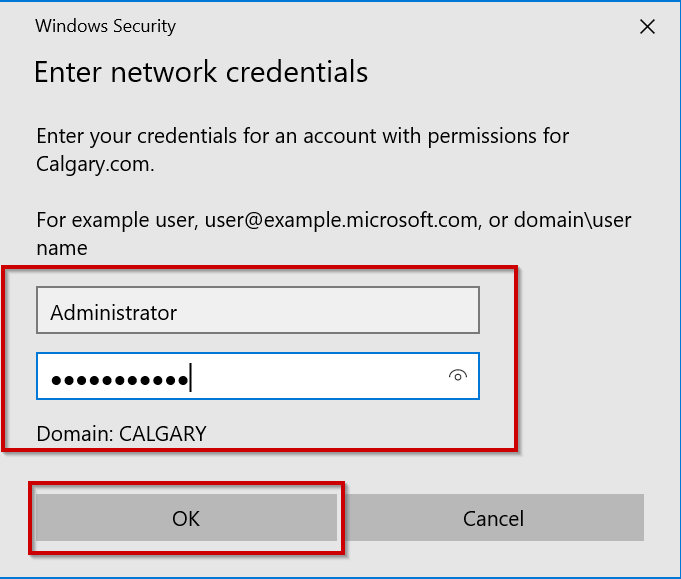 Windows Security
Enter network credentials
Enter your credentials for an account with permissions for
Calgary.com.
For example user, user@example.microsoft.com, or domain\user
name
Administrator
●●●●●●●●●●●
Domain: CALGARY
OK
Cancel